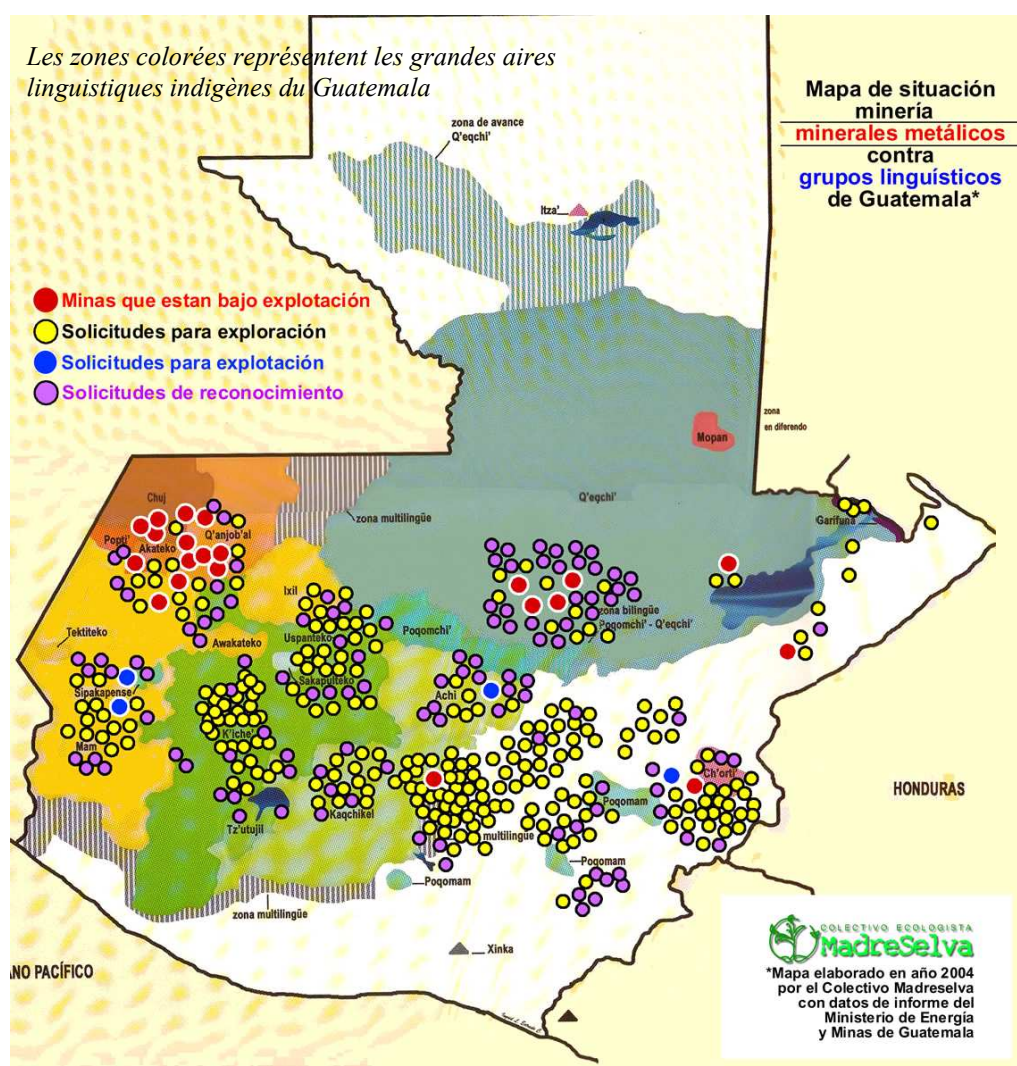 Les zones colorées représentent les grandes aires
linguistiques indigènes du Guatemala
Mapa de situación
minería
minerales metálicos
contra
grupos linguísticos
de Guatemala*
zona de avance
Q'eqchi'
Itza'
Minas que estan bajo explotación
Solicitudes para exploración
Solicitudes para explotación
Solicitudes de reconocimiento
zona
en diferendo
Mopan
Chuj
Q'eqchi'
zona multilingüe
Garifuna
Popti'
Akateko
Q'anjob'al
Ixil
zona bilingüe
Poqomchi' - Q'eqchi'
Tektiteko
Awakateko
Uspanteko
Poqomchi'
Sakapulteko
Sipakapense
Achi
K'iche'
Mam
Ch'orti'
HONDURAS
Kaqchikel
Poqomam
Tz'utujil
multilingüe
Poqomam
Poqomam
zona multilingüe
Xinka
ANO PACÍFICO
COLECTIVO ECOLOGISTA
MadreSelva
*Mapa elaborado en año 2004
por el Colectivo Madreselva
con datos de informe del
Ministerio de Energía
y Minas de Guatemala